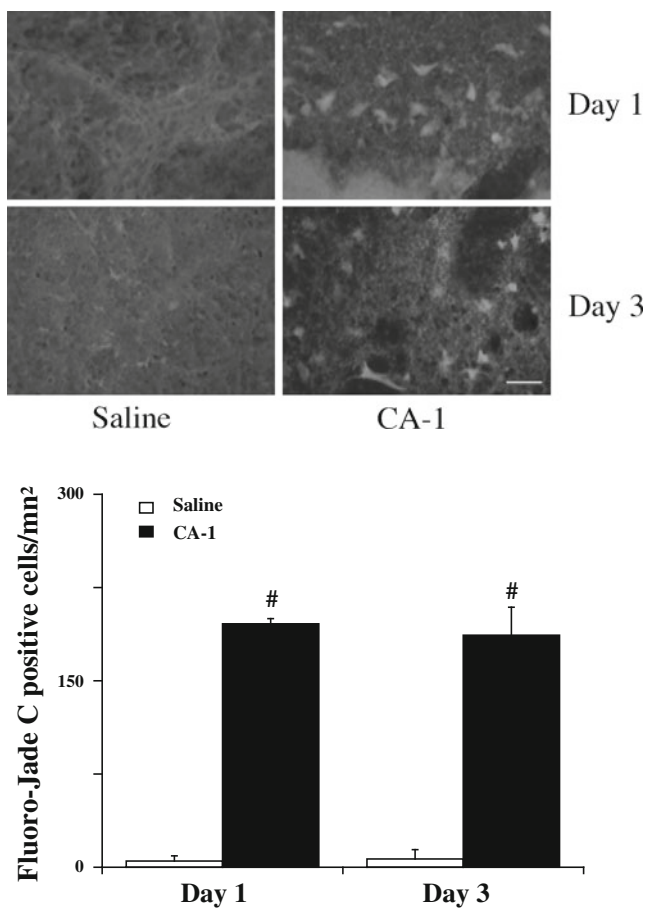 Day 1
Day 3
Saline
CA-1
Fluoro-Jade C positive cells/mn²
300
150
0
Saline
CA-1
#
#
Day 1
Day 3